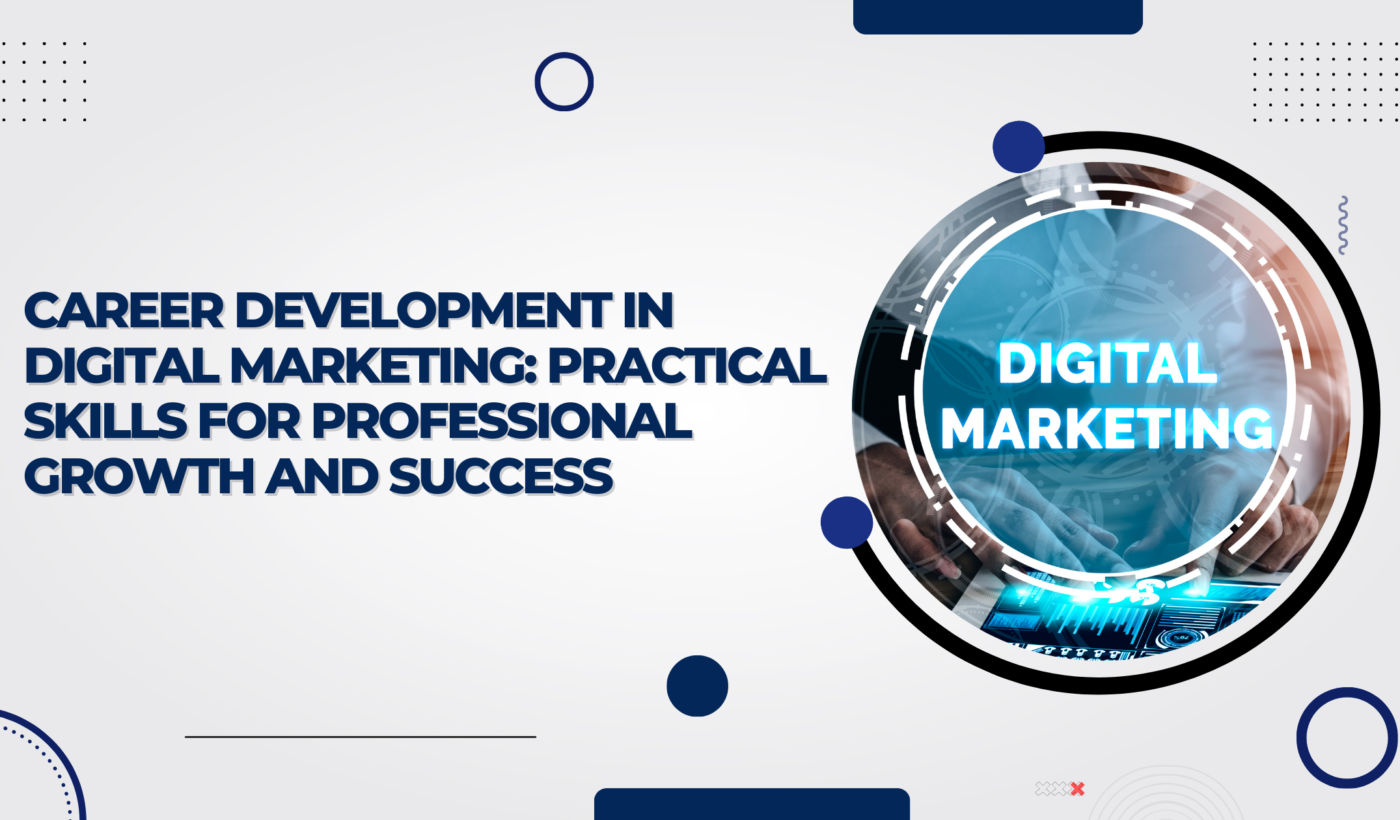 CAREER DEVELOPMENT IN
DIGITAL MARKETING: PRACTICAL
SKILLS FOR PROFESSIONAL
GROWTH AND SUCCESS
DIGITAL
MARKETING